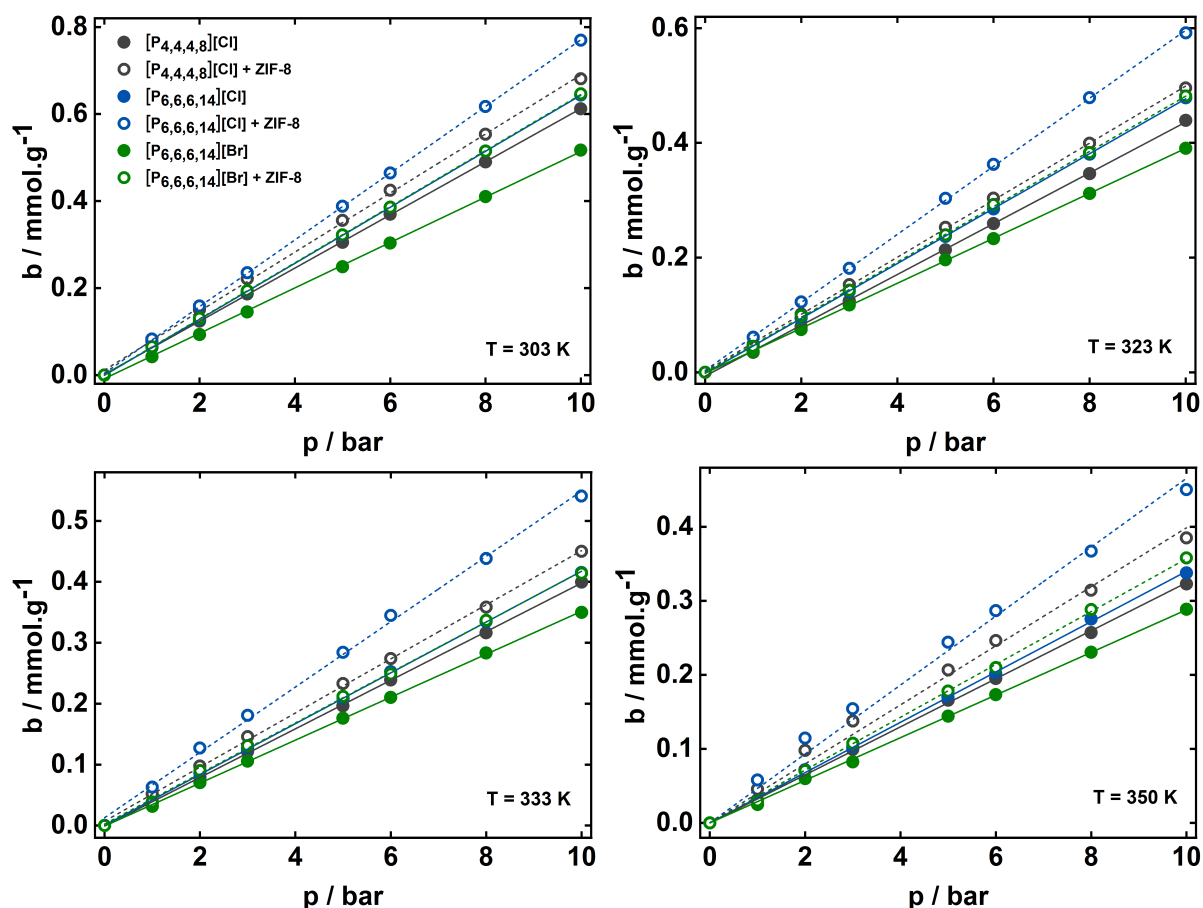 b / mmol.g-1
0.8
0.6
0.4
0.2
0.0
[P4,4,4,8][Cl]
[P4,4,4,8][Cl] + ZIF-8
[P6,6,6,14][Cl]
[P6,6,6,14][Cl] + ZIF-8
[P6,6,6,14][Br]
[P6,6,6,14][Br] + ZIF-8
T = 303 K
0 2 4 6 8 10
p / bar
b / mmol.g-1
0.6
0.4
0.2
0.0
T = 323 K
0 2 4 6 8 10
p / bar
b / mmol.g-1
0.5
0.4
0.3
0.2
0.1
0.0
T = 333 K
0 2 4 6 8 10
p / bar
b / mmol.g-1
0.4
0.3
0.2
0.1
0.0
T = 350 K
0 2 4 6 8 10
p / bar